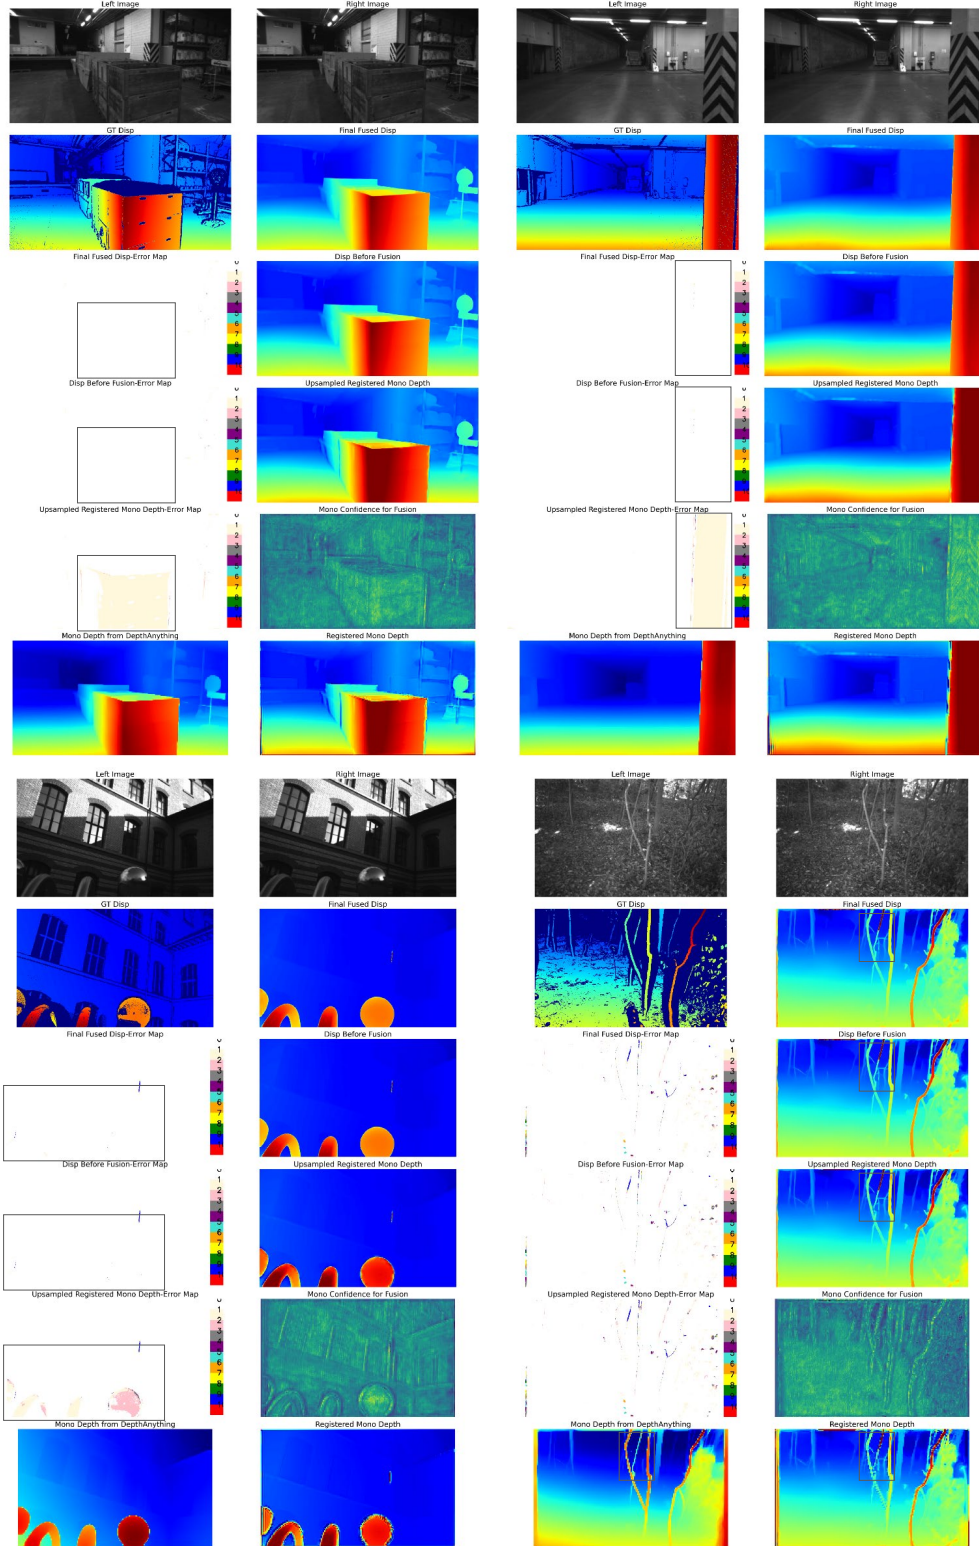 Left Image Right Image Left Image Right Image
GT Disp Final Fused Disp GT Disp Final Fused Disp
Final Fused Disp-Error Map Disp Before Fusion Final Fused Disp-Error Map Disp Before Fusion
Disp Before Fusion-Error Map Upsampled Registered Mono Depth Disp Before Fusion-Error Map Upsampled Registered Mono Depth
Upsampled Registered Mono Depth-Error Map Mono Confidence for Fusion Upsampled Registered Mono Depth-Error Map Mono Confidence for Fusion
Mono Depth from DepthAnything Registered Mono Depth Mono Depth from DepthAnything Registered Mono Depth
Left Image Right Image Left Image Right Image
GT Disp Final Fused Disp GT Disp Final Fused Disp
Final Fused Disp-Error Map Disp Before Fusion Final Fused Disp-Error Map Disp Before Fusion
Disp Before Fusion-Error Map Upsampled Registered Mono Depth Disp Before Fusion-Error Map Upsampled Registered Mono Depth
Upsampled Registered Mono Depth-Error Map Mono Confidence for Fusion Upsampled Registered Mono Depth-Error Map Mono Confidence for Fusion
Mono Depth from DepthAnything Registered Mono Depth Mono Depth from DepthAnything Registered Mono Depth